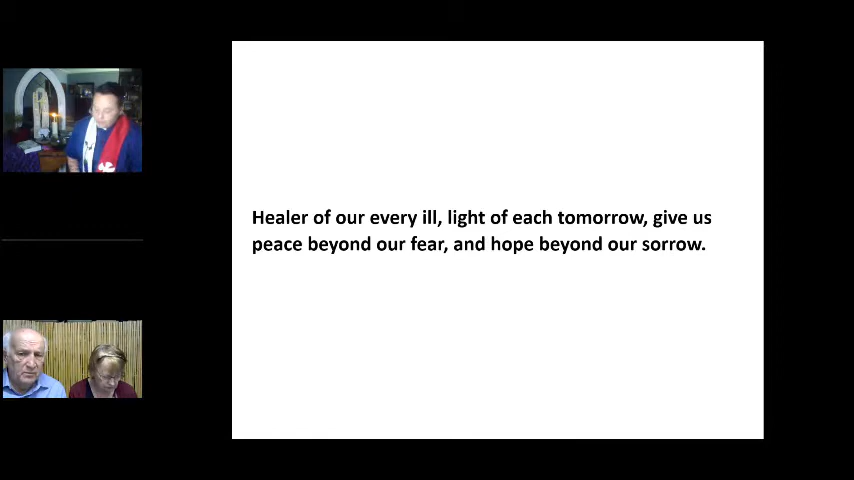 Healer of our every ill, light of each tomorrow, give us
peace beyond our fear, and hope beyond our sorrow.